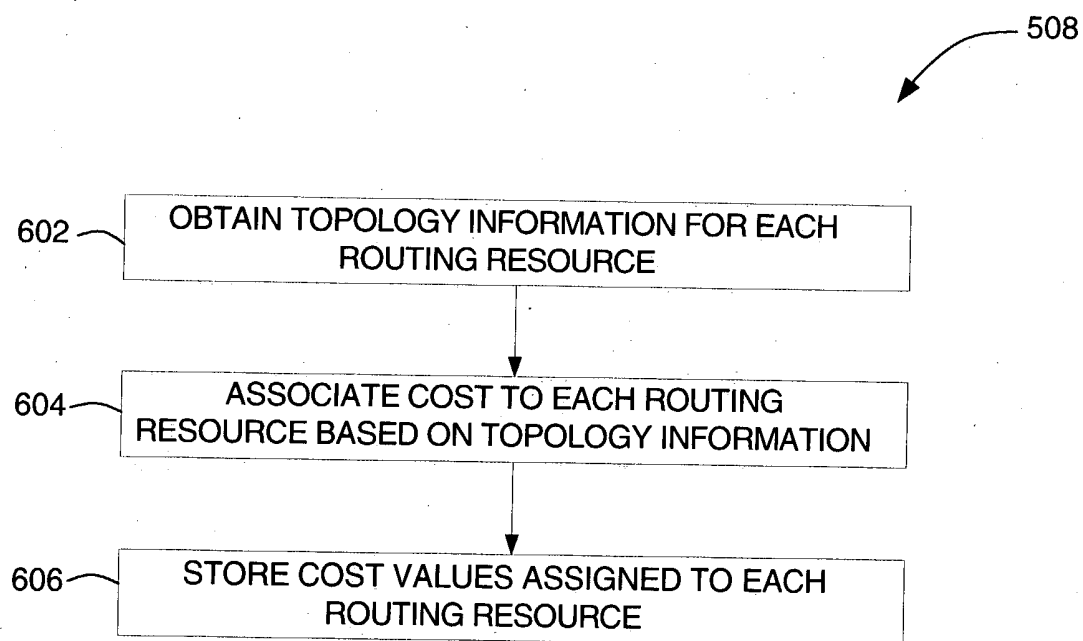 508
602
OBTAIN TOPOLOGY INFORMATION FOR EACH
ROUTING RESOURCE
604
ASSOCIATE COST TO EACH ROUTING
RESOURCE BASED ON TOPOLOGY INFORMATION
606
STORE COST VALUES ASSIGNED TO EACH
ROUTING RESOURCE